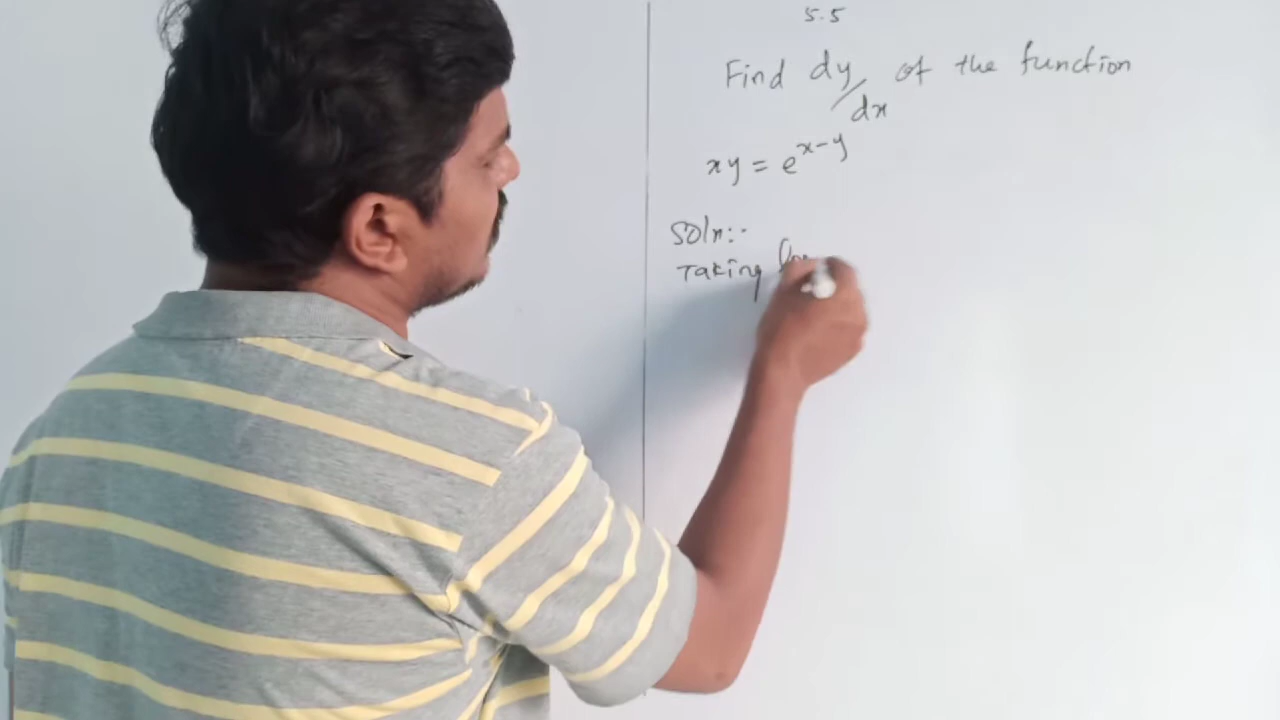 5.5
Find dy/dx of the function
xy = e^{x-y}
Soln:-
Taking